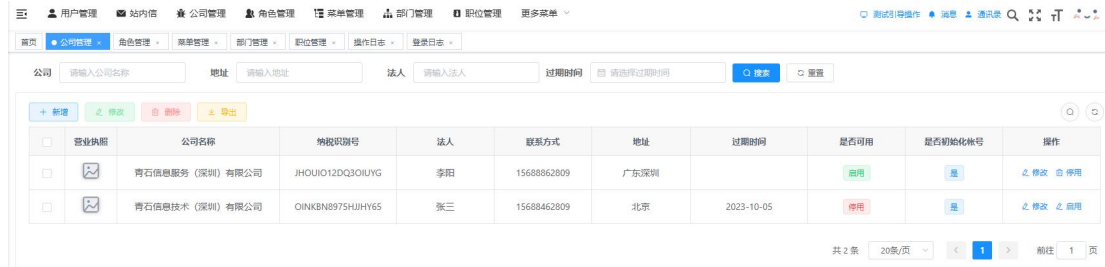 用户管理 站内信 公司管理 角色管理 菜单管理 部门管理 职位管理 更多菜单 测试引导操作 消息 通讯录
首页 公司管理 × 角色管理 × 菜单管理 × 部门管理 × 职位管理 × 操作日志 × 登录日志 ×
公司 请输入公司名称 地址 请输入地址 法人 请输入法人 过期时间 请选择过期时间 搜索 重置
+ 新增 修改 删除 导出
营业执照 公司名称 纳税识别号 法人 联系方式 地址 过期时间 是否可用 是否初始化帐号 操作
青石信息服务（深圳）有限公司 JHOUIO12DQ3OIUYG 李阳 15688862809 广东深圳 启用 是 修改 停用
青石信息技术（深圳）有限公司 OINKBN8975HJJHY65 张三 15688462809 北京 2023-10-05 停用 是 修改 启用
共 2 条 20条/页 < 1 > 前往 1 页